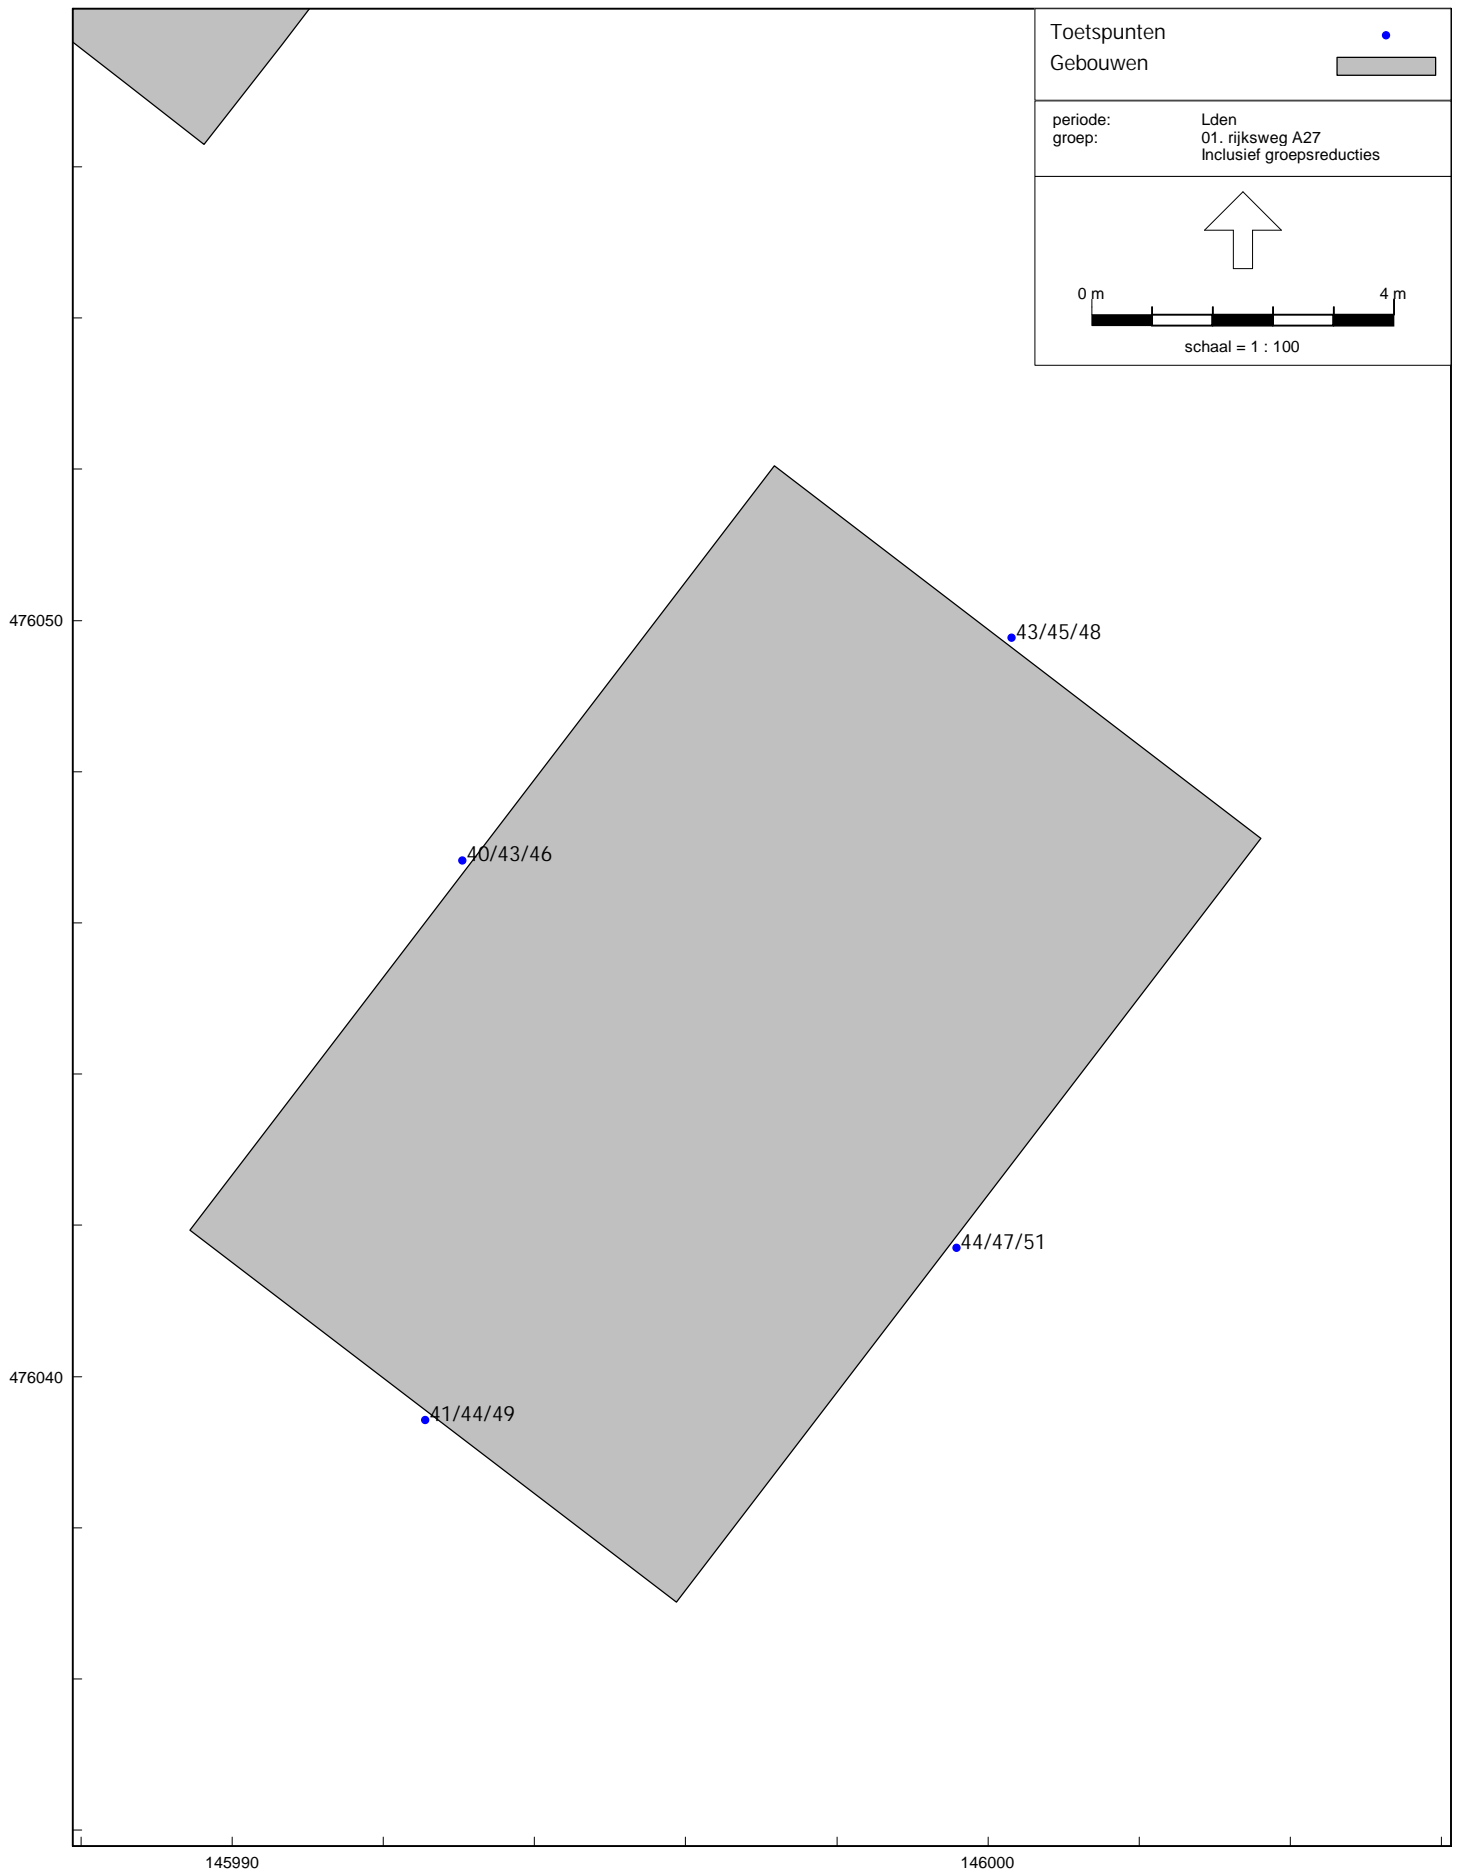 Toetspunten
Gebouwen
periode: Lden
groep: 01. rijksweg A27
Inclusief groepsreducties
0 m 4 m
schaal = 1 : 100
476050
43/45/48
40/43/46
44/47/51
476040
41/44/49
145990 146000